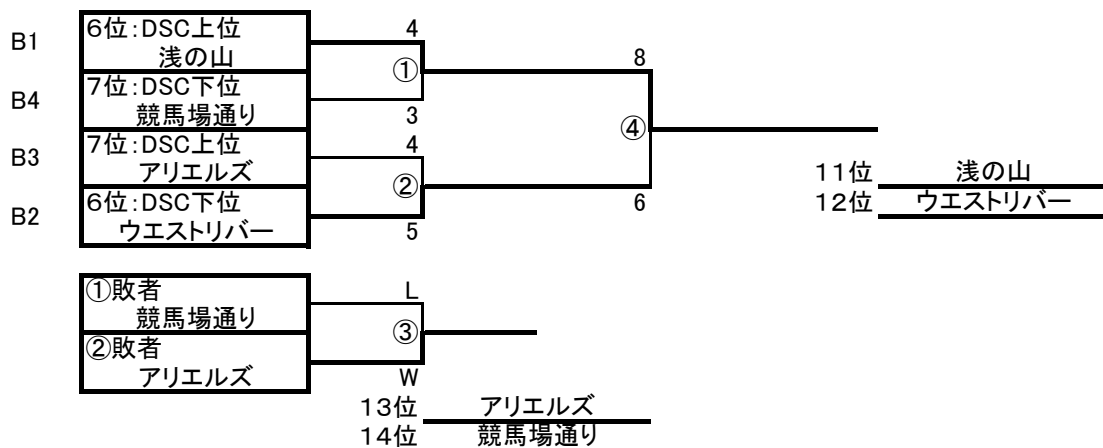 B1 6位:DSC上位 4
浅の山 8
①
B4 7位:DSC下位
競馬場通り 3
④
B3 7位:DSC上位 4
アリエルズ 11位 浅の山
②
B2 6位:DSC下位 6 12位 ウエストリバー
ウエストリバー 5
①敗者 L
競馬場通り
③
②敗者
アリエルズ W
13位 アリエルズ
14位 競馬場通り